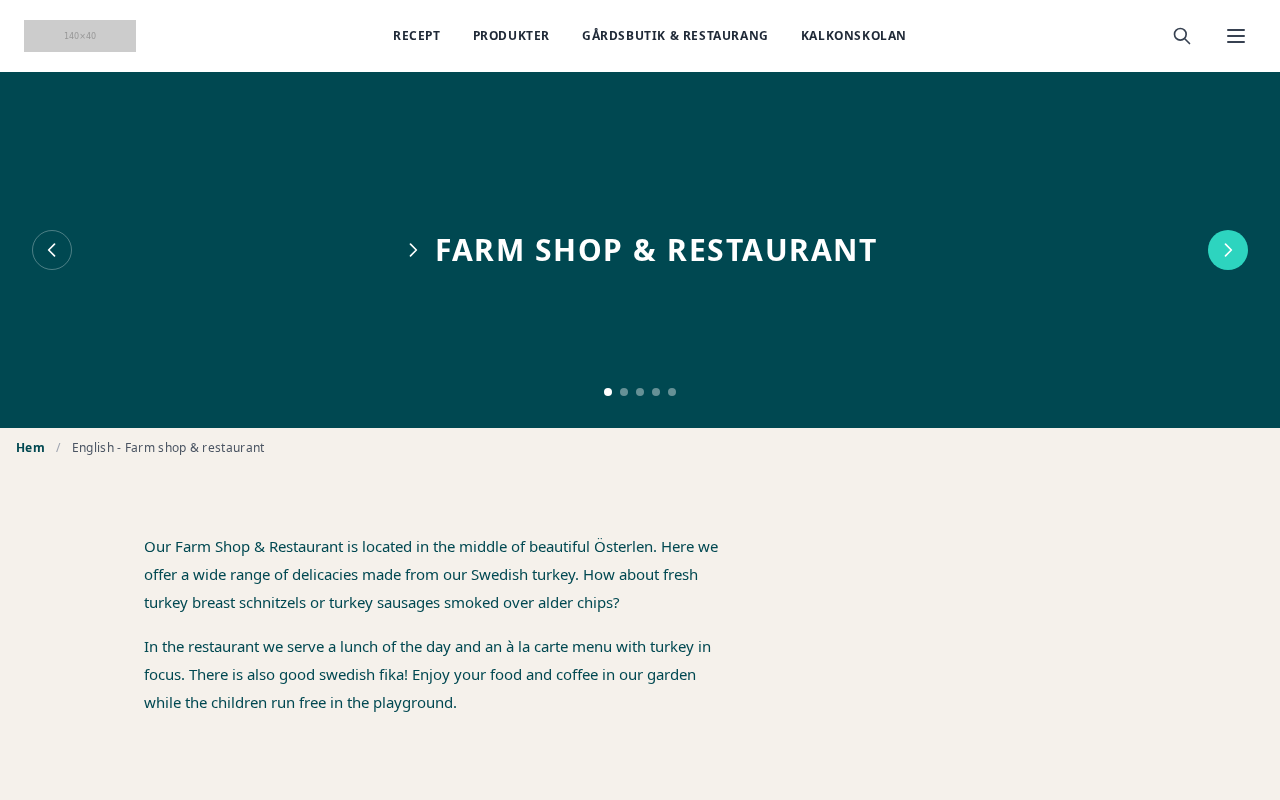 140×40
RECEPT
PRODUKTER
GÅRDSBUTIK & RESTAURANG
KALKONSKOLAN
FARM SHOP & RESTAURANT
Hem / English - Farm shop & restaurant
Our Farm Shop & Restaurant is located in the middle of beautiful Österlen. Here we
offer a wide range of delicacies made from our Swedish turkey. How about fresh
turkey breast schnitzels or turkey sausages smoked over alder chips?
In the restaurant we serve a lunch of the day and an à la carte menu with turkey in
focus. There is also good swedish fika! Enjoy your food and coffee in our garden
while the children run free in the playground.